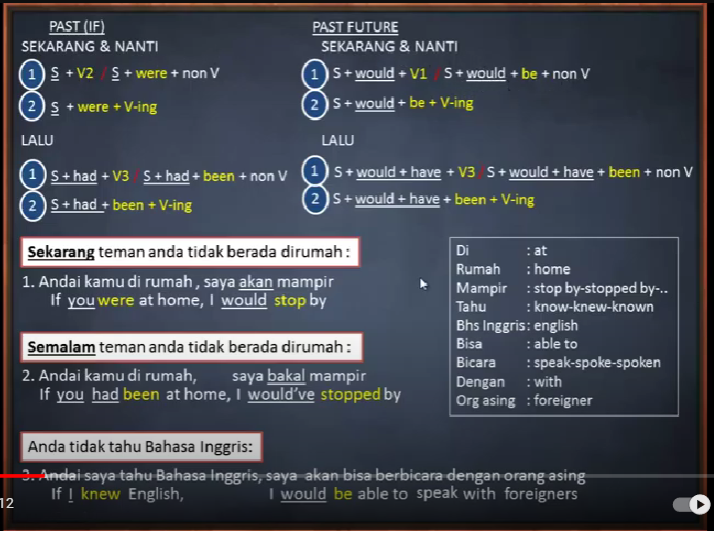 PAST (IF)
SEKARANG & NANTI
1 S + V2 / S + were + non V
2 S + were + V-ing
LALU
1 S + had + V3 / S + had + been + non V
2 S + had + been + V-ing
PAST FUTURE
SEKARANG & NANTI
1 S + would + V1 / S + would + be + non V
2 S + would + be + V-ing
LALU
1 S + would + have + V3 / S + would + have + been + non V
2 S + would + have + been + V-ing
Sekarang teman anda tidak berada dirumah :
1. Andai kamu di rumah , saya akan mampir
If you were at home, I would stop by
Semalam teman anda tidak berada dirumah :
2. Andai kamu di rumah, saya bakal mampir
If you had been at home, I would've stopped by
Anda tidak tahu Bahasa Inggris:
3. Andai saya tahu Bahasa Inggris, saya akan bisa berbicara dengan orang asing
If I knew English, I would be able to speak with foreigners
Di : at
Rumah : home
Mampir : stop by-stopped by-..
Tahu : know-knew-known
Bhs Inggris : english
Bisa : able to
Bicara : speak-spoke-spoken
Dengan : with
Org asing : foreigner
12